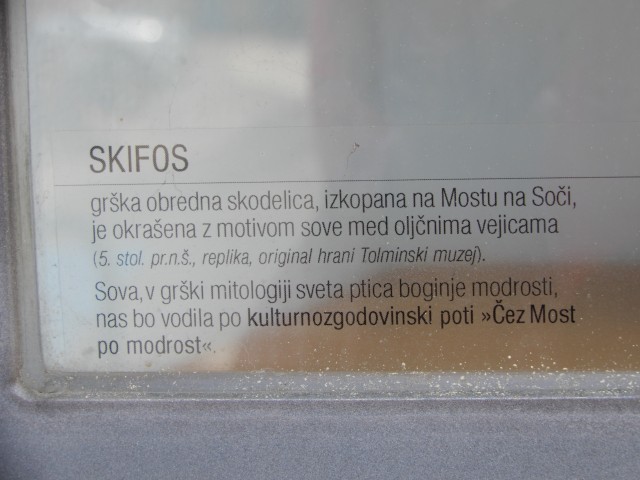 SKIFOS
grška obredna skodelica, izkopana na Mostu na Soči,
je okrašena z motivom sove med oljčnima vejicama
(5. stol. pr.n.š., replika, original hrani Tolminski muzej).
Sova, v grški mitologiji sveta ptica boginje modrosti,
nas bo vodila po kulturnozgodovinski poti »Čez Most
po modrost«.